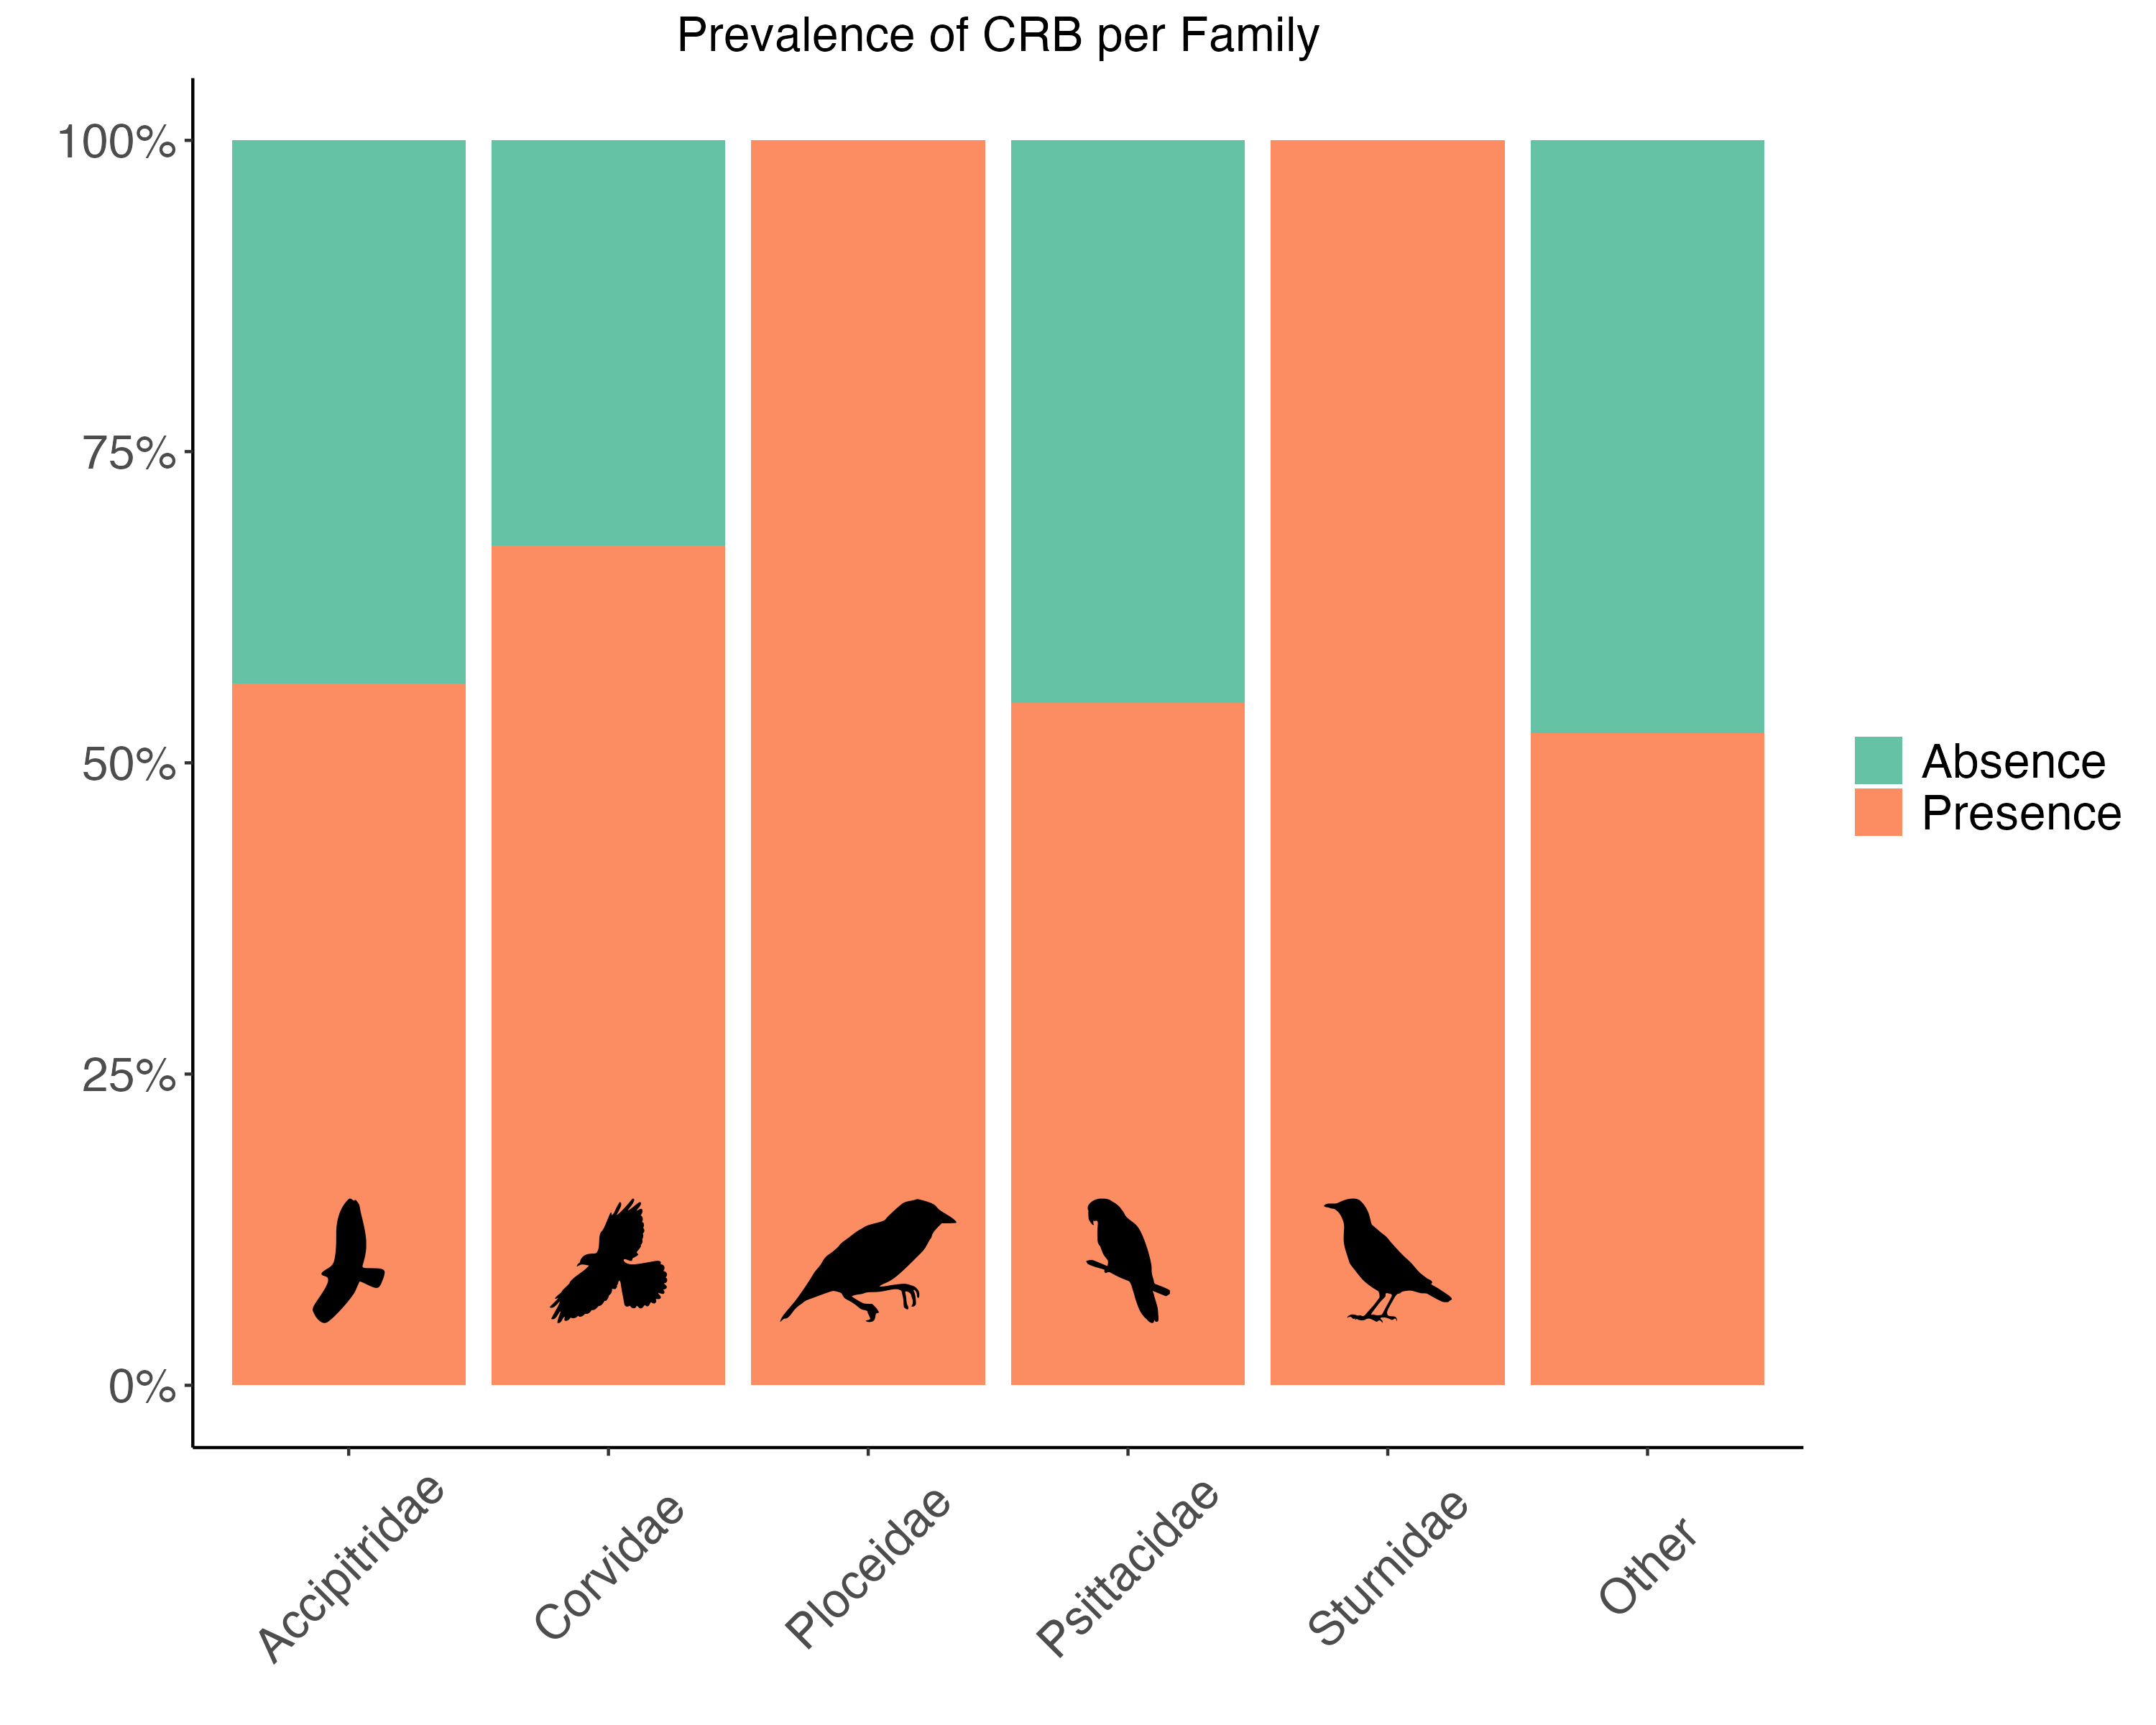 Prevalence of CRB per Family
100%
75%
50%
25%
0%
Absence
Presence
Accipitridae
Corvidae
Ploceidae
Psittacidae
Sturnidae
Other